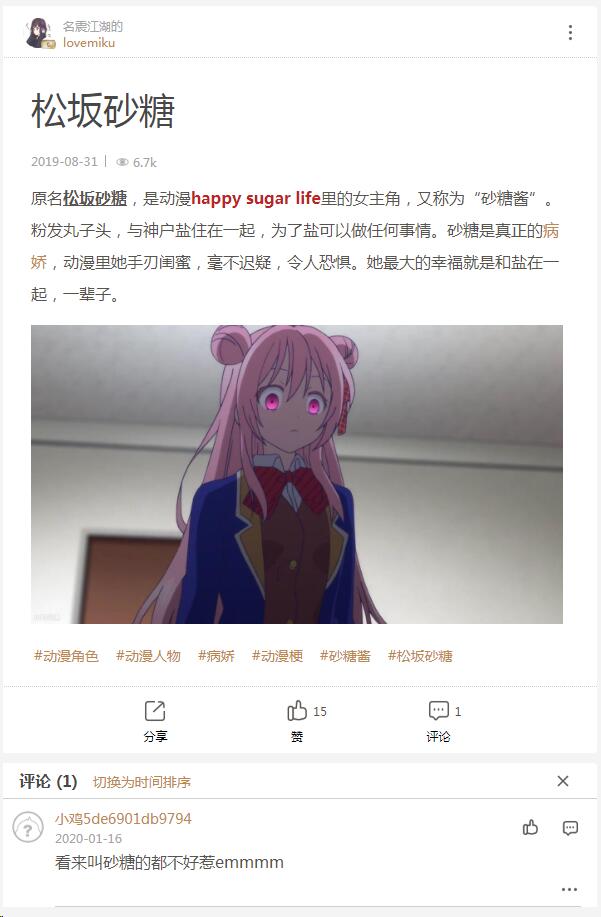 名震江湖的
lovemiku
松坂砂糖
2019-08-31 | 6.7k
原名松坂砂糖，是动漫happy sugar life里的女主角，又称为“砂糖酱”。
粉发丸子头，与神户盐住在一起，为了盐可以做任何事情。砂糖是真正的病
娇，动漫里她手刃闺蜜，毫不迟疑，令人恐惧。她最大的幸福就是和盐在一
起，一辈子。
#动漫角色 #动漫人物 #病娇 #动漫梗 #砂糖酱 #松坂砂糖
15 1
分享 赞 评论
评论 (1) 切换为时间排序
小鸡5de6901db9794
2020-01-16
看来叫砂糖的都不好惹emmmm